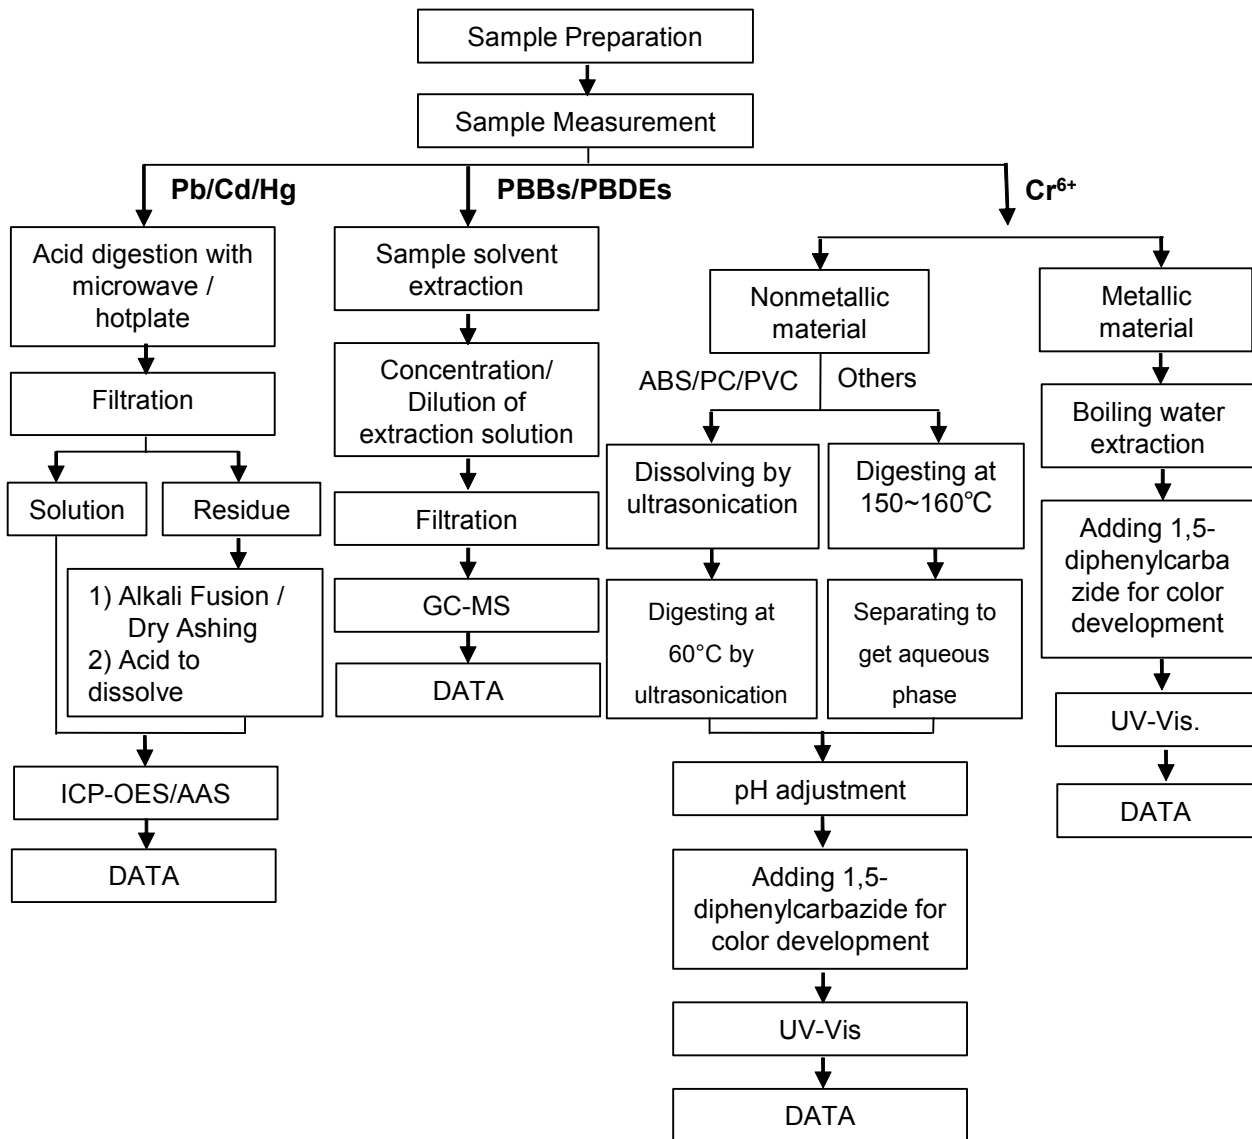 Sample Preparation
Sample Measurement
Pb/Cd/Hg
PBBs/PBDEs
Cr⁶⁺
Acid digestion with
microwave /
hotplate
Filtration
Solution
Residue
1) Alkali Fusion /
Dry Ashing
2) Acid to
dissolve
ICP-OES/AAS
DATA
Sample solvent
extraction
Concentration/
Dilution of
extraction solution
Filtration
GC-MS
DATA
Nonmetallic
material
ABS/PC/PVC
Others
Dissolving by
ultrasonication
Digesting at
60°C by
ultrasonication
Digesting at
150~160℃
Separating to
get aqueous
phase
pH adjustment
Adding 1,5-
diphenylcarbazide for
color development
UV-Vis
DATA
Metallic
material
Boiling water
extraction
Adding 1,5-
diphenylcarba
zide for color
development
UV-Vis.
DATA